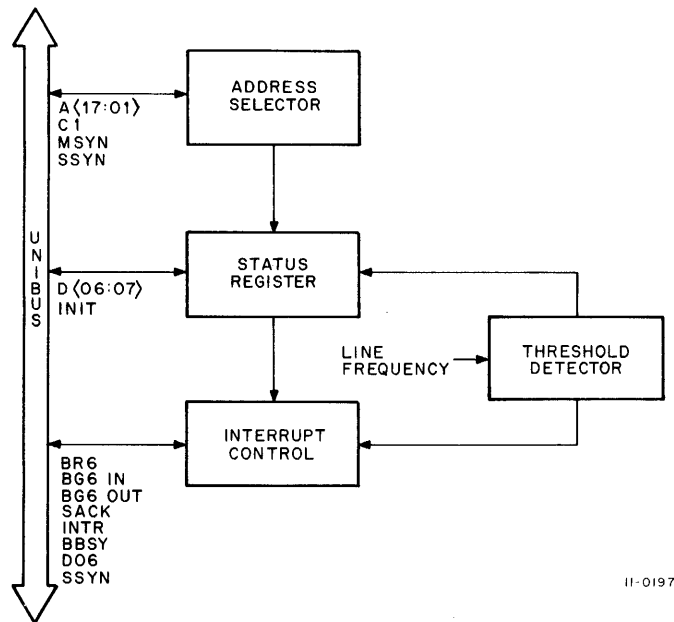 ADDRESS
SELECTOR
A⟨17:01⟩
C1
MSYN
SSYN
UNIBUS
STATUS
REGISTER
D⟨06:07⟩
INIT
LINE
FREQUENCY
THRESHOLD
DETECTOR
INTERRUPT
CONTROL
BR6
BG6 IN
BG6 OUT
SACK
INTR
BBSY
D06
SSYN
11-0197